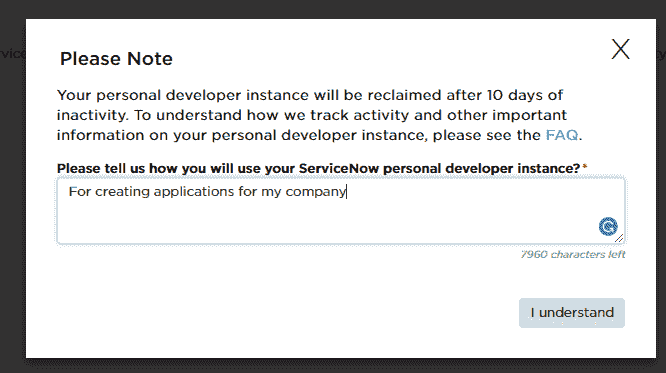 Please Note
X
Your personal developer instance will be reclaimed after 10 days of
inactivity. To understand how we track activity and other important
information on your personal developer instance, please see the FAQ.
Please tell us how you will use your ServiceNow personal developer instance?*
For creating applications for my company
7960 characters left
I understand